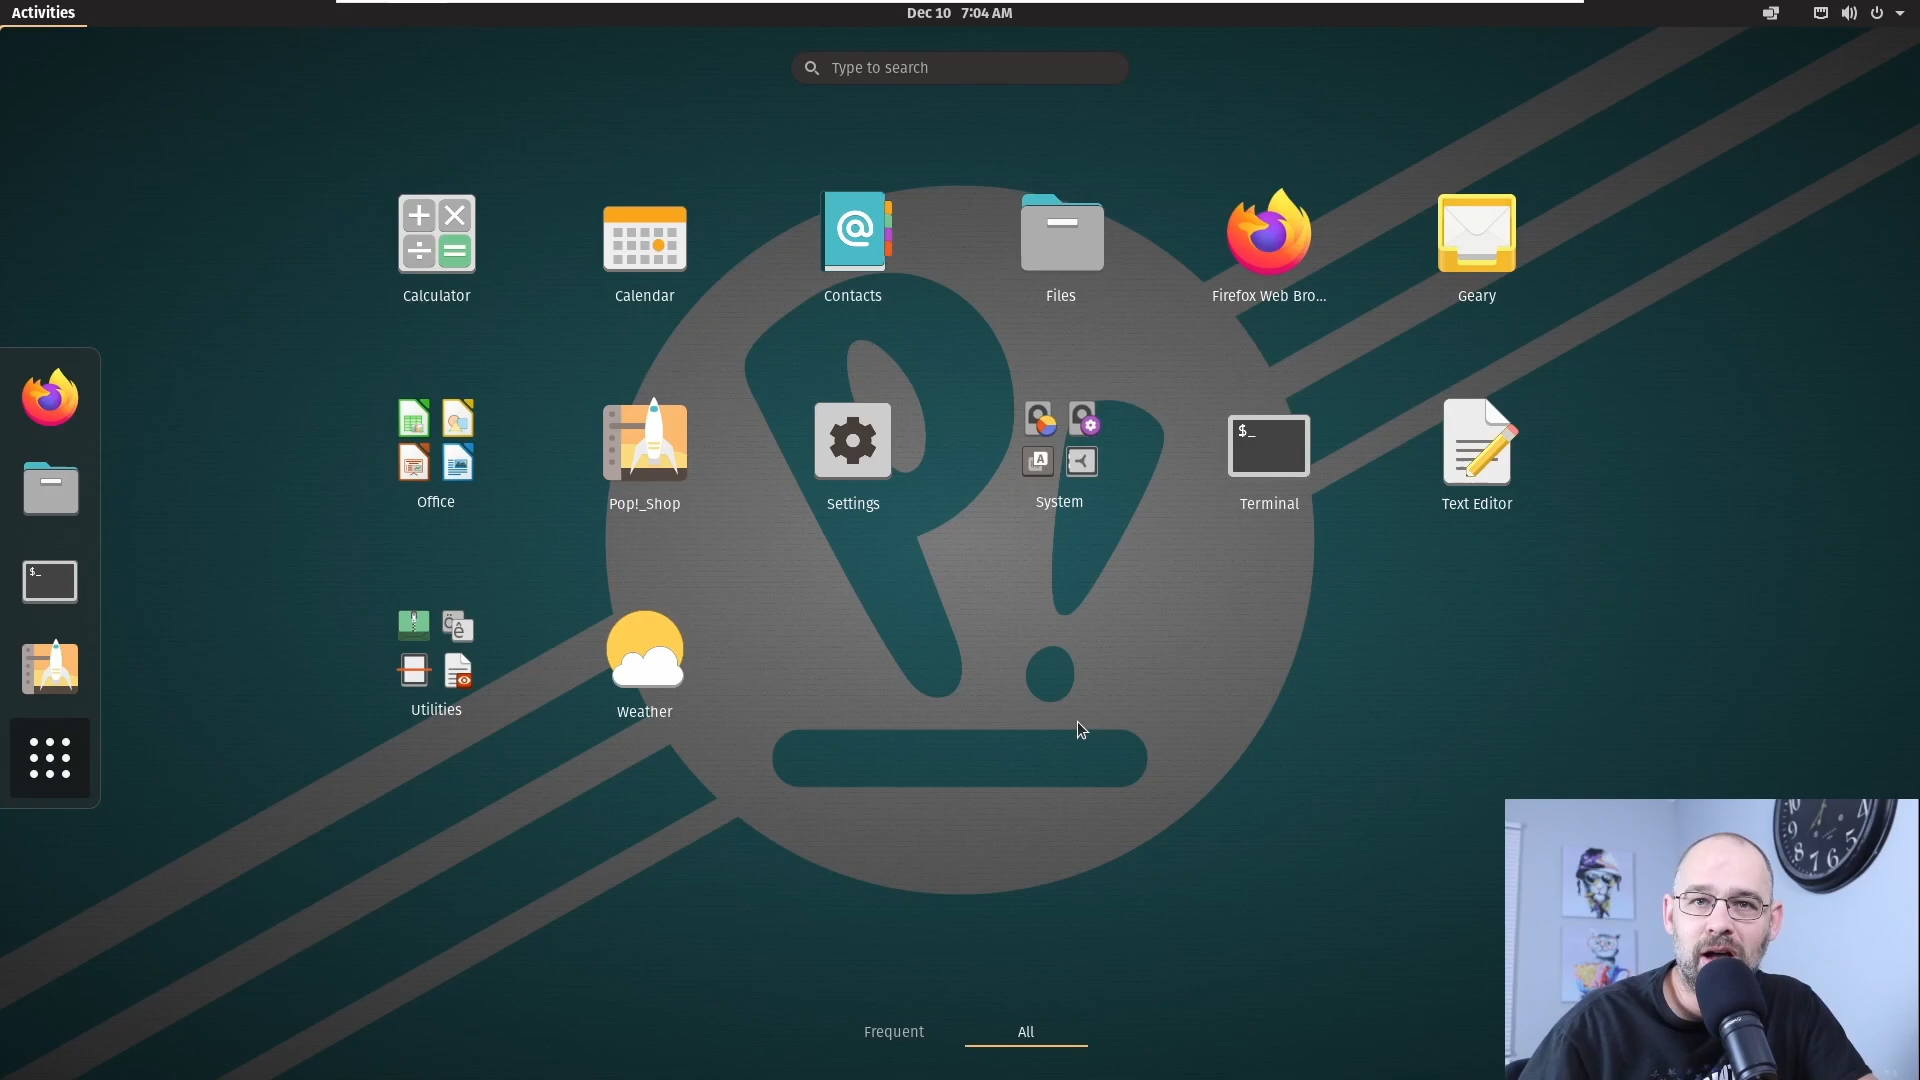 Activities
Dec 10 7:04 AM
Type to search
Calculator
Calendar
Contacts
Files
Firefox Web Bro...
Geary
Office
Pop!_Shop
Settings
System
Terminal
Text Editor
$_
$_
Utilities
Weather
Frequent
All